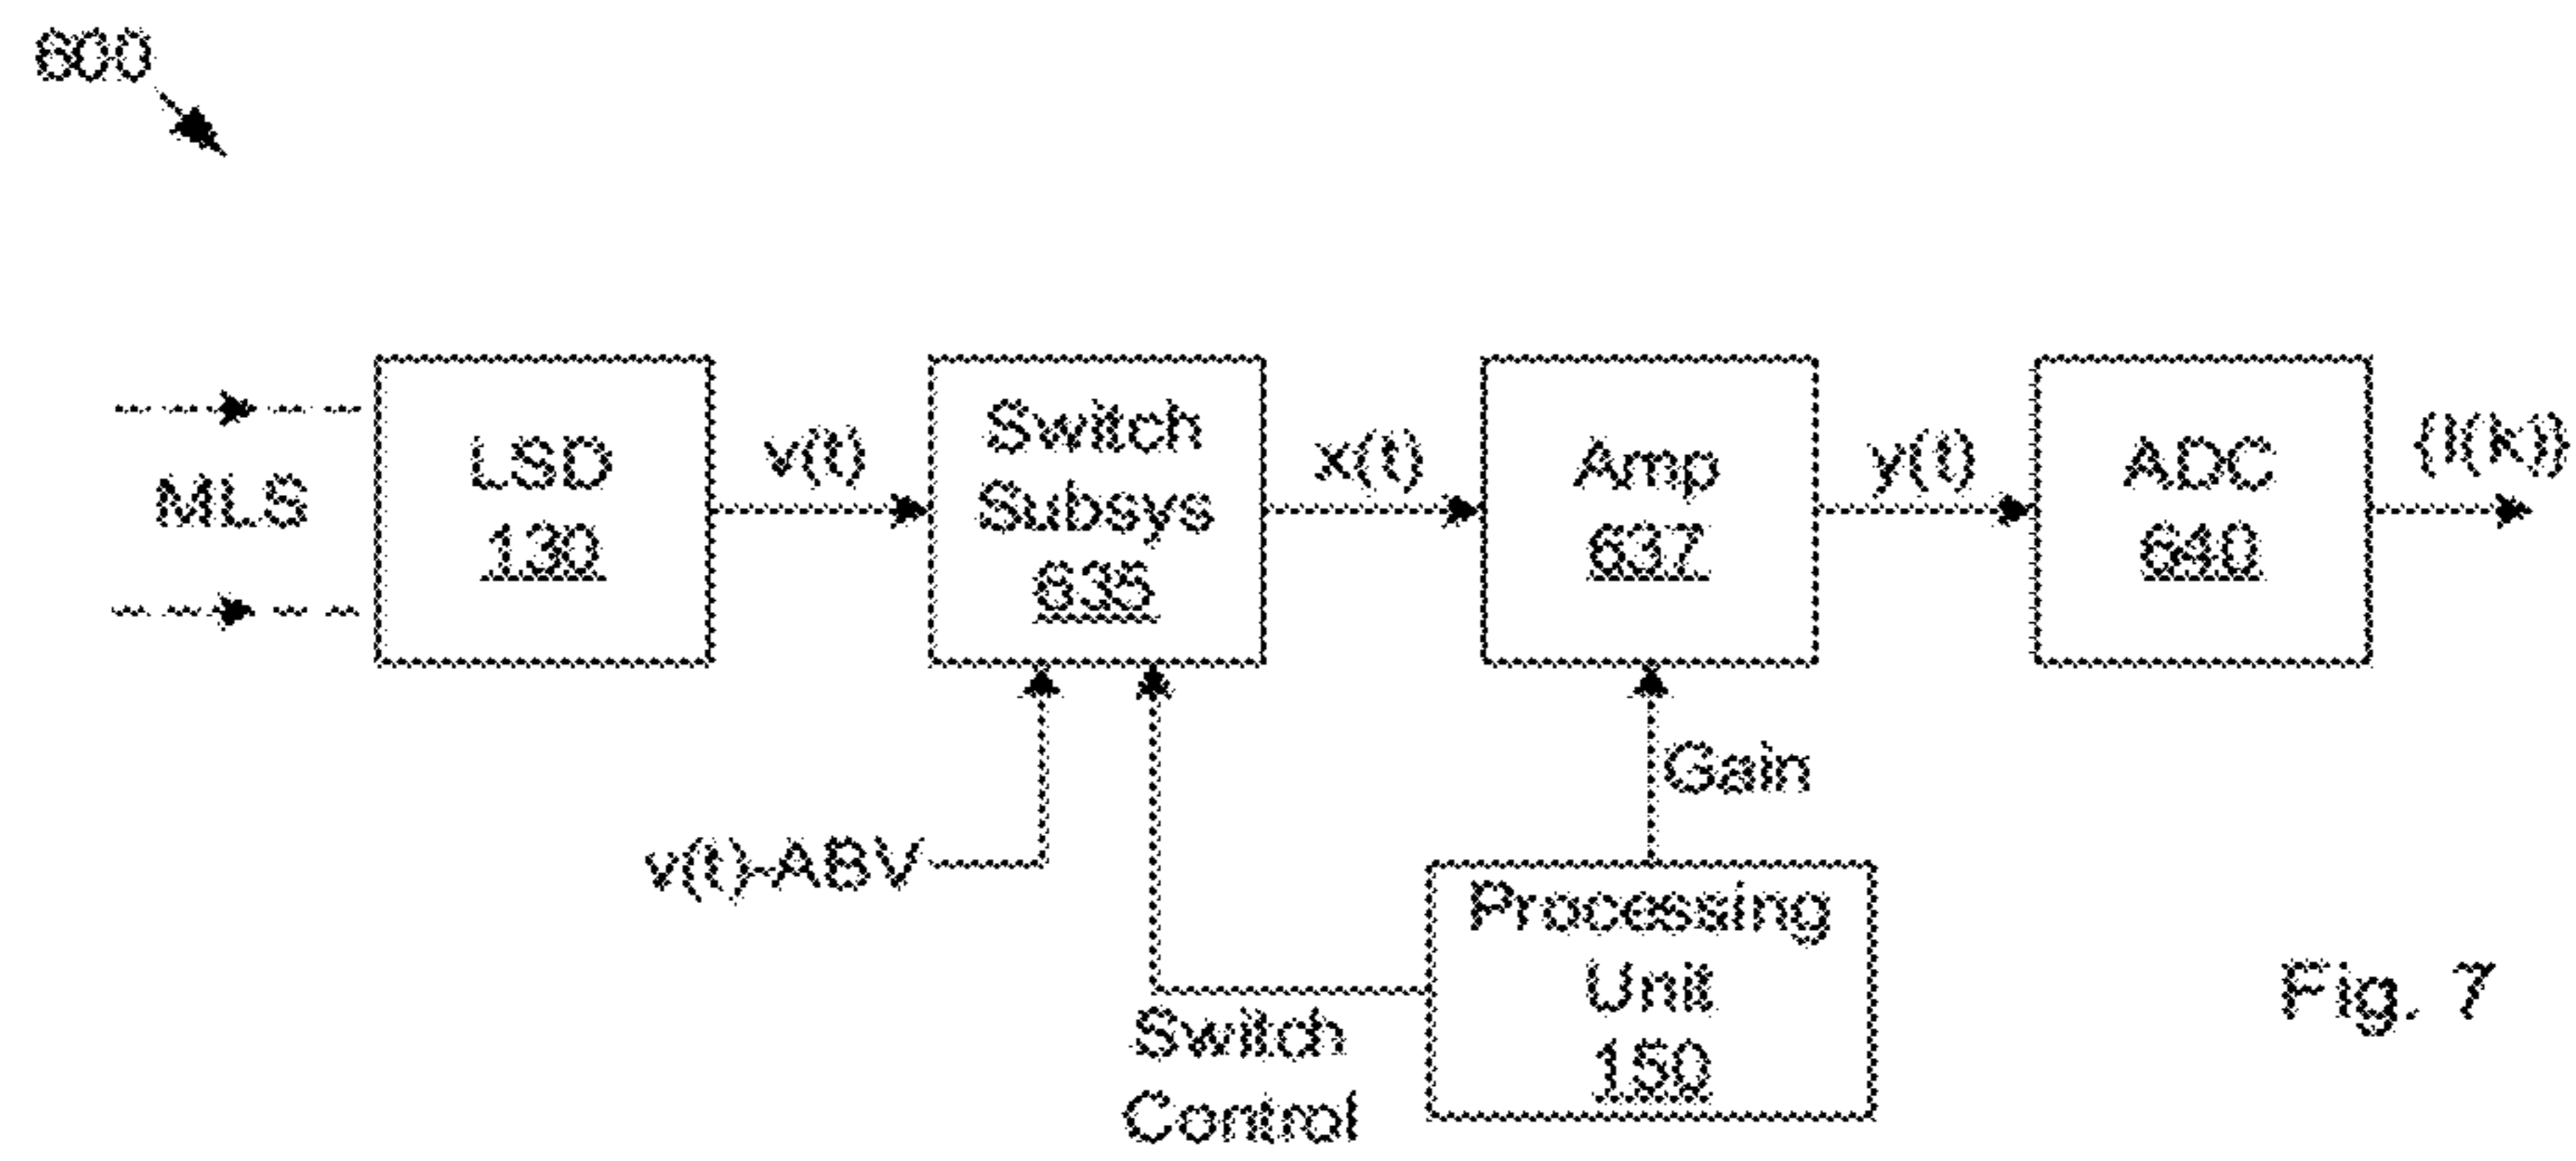 600
MLS
LSD
130
v(t)
Switch
Subsys
635
x(t)
Amp
637
y(t)
ADC
640
{I(k)}
v(t)-ABV
Switch
Control
Gain
Processing
Unit
150
Fig. 7